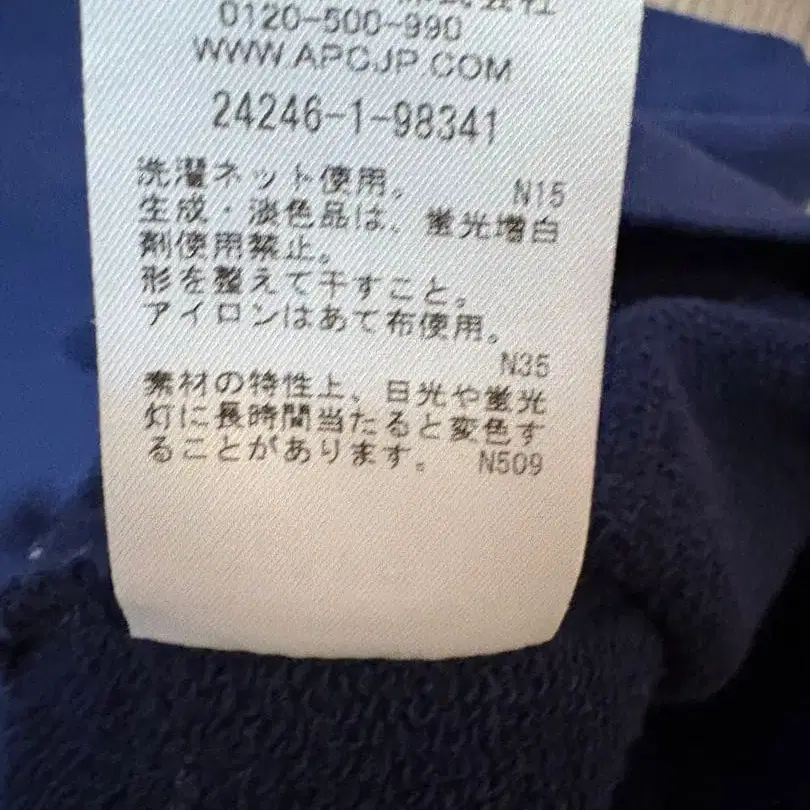 株式会社
0120-500-990
WWW.APCJP.COM
24246-1-98341
洗濯ネット使用。 N15
生成・淡色品は、蛍光増白
剤使用禁止。
形を整えて干すこと。
アイロンはあて布使用。
N35
素材の特性上、日光や蛍光
灯に長時間当たると変色す
ることがあります。 N509